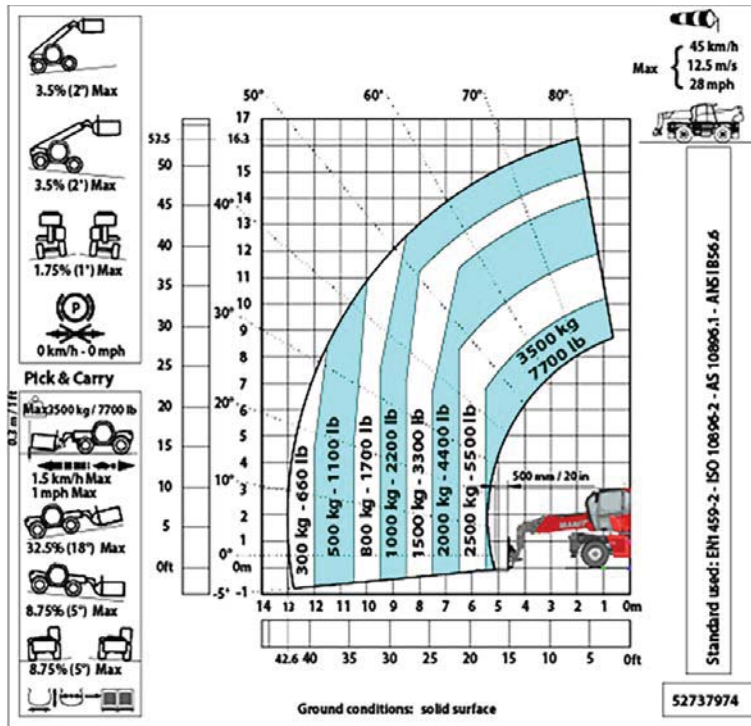 3.5% (2°) Max
3.5% (2°) Max
1.75% (1°) Max
P
0 km/h - 0 mph
Pick & Carry
0.3 m / 1 ft
Max3500 kg / 7700 lb
1.5 km/h Max
1 mph Max
32.5% (18°) Max
8.75% (5°) Max
8.75% (5°) Max
Max
45 km/h
12.5 m/s
28 mph
50°
60°
70°
80°
40°
30°
20°
10°
0°
-5°
53.5
50
45
40
35
30
25
20
15
10
5
0ft
17
16.3
15
14
13
12
11
10
9
8
7
6
5
4
3
2
1
0m
-1
300 kg - 660 lb
500 kg - 1100 lb
800 kg - 1700 lb
1000 kg - 2200 lb
1500 kg - 3300 lb
2000 kg - 4400 lb
2500 kg - 5500 lb
3500 kg
7700 lb
500 mm / 20 in
14 13 12 11 10 9 8 7 6 5 4 3 2 1 0m
42.6 40 35 30 25 20 15 10 5 0ft
Ground conditions: solid surface
Standard used: EN1459-2 - ISO 10896-2 - AS 10896.1 - ANSI B56.6
52737974